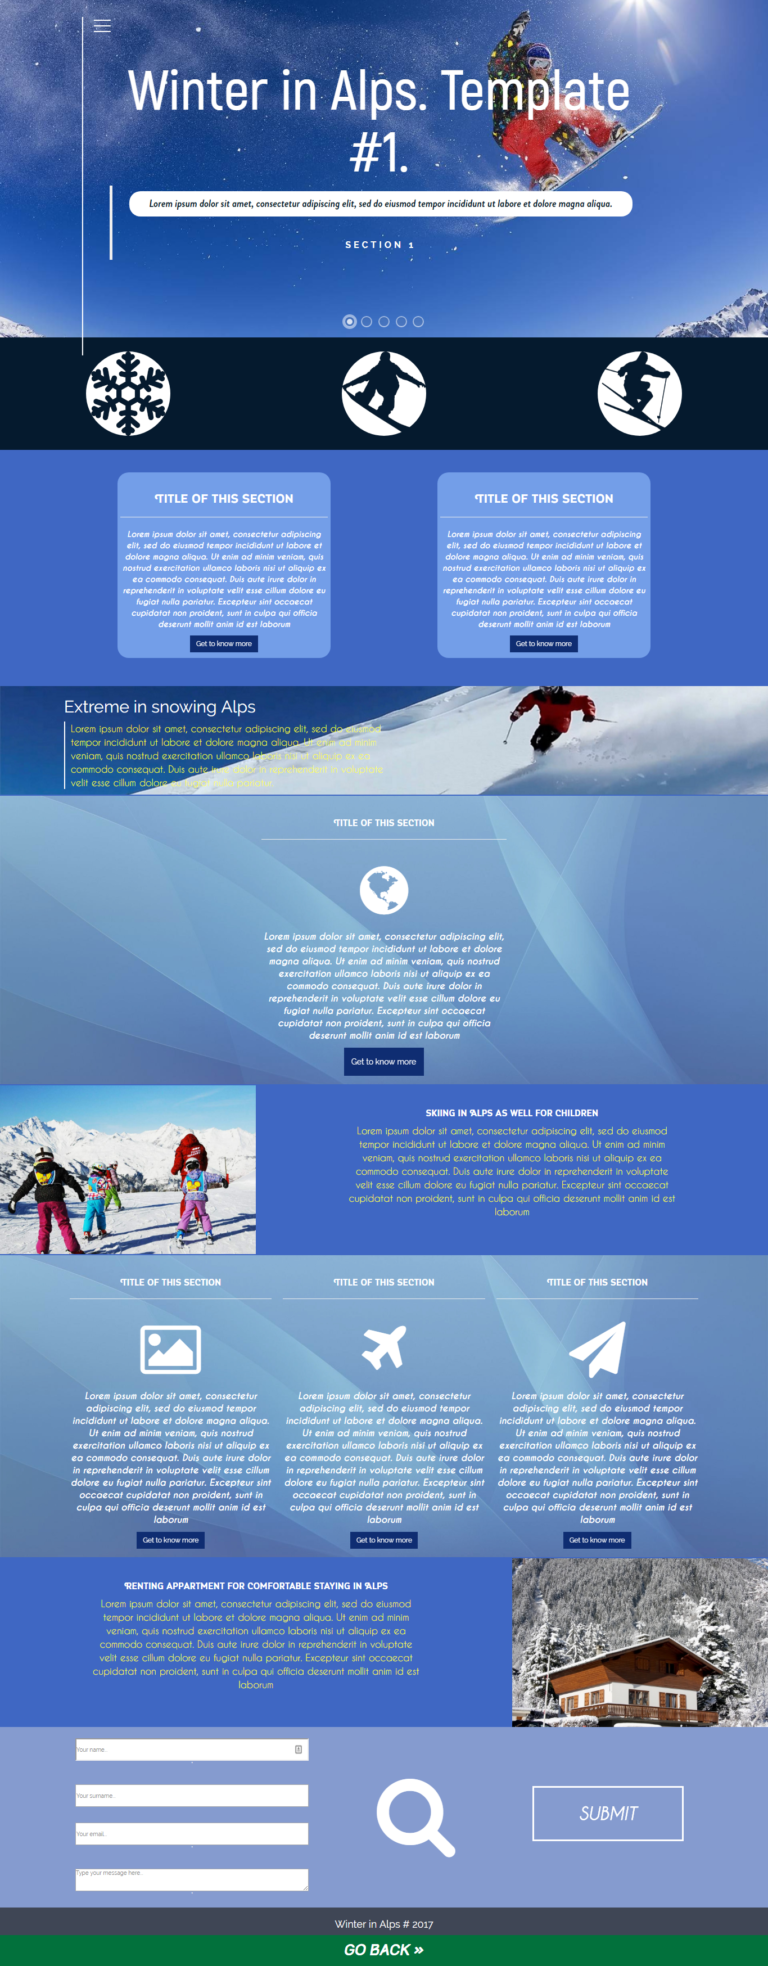 Winter in Alps. Template
#1.
Lorem ipsum dolor sit amet, consectetur adipiscing elit, sed do eiusmod tempor incididunt ut labore et dolore magna aliqua.
SECTION 1
TITLE OF THIS SECTION
Lorem ipsum dolor sit amet, consectetur adipiscing
elit, sed do eiusmod tempor incididunt ut labore et
dolore magna aliqua. Ut enim ad minim veniam, quis
nostrud exercitation ullamco laboris nisi ut aliquip ex
ea commodo consequat. Duis aute irure dolor in
reprehenderit in voluptate velit esse cillum dolore eu
fugiat nulla pariatur. Excepteur sint occaecat
cupidatat non proident, sunt in culpa qui officia
deserunt mollit anim id est laborum
Get to know more
TITLE OF THIS SECTION
Lorem ipsum dolor sit amet, consectetur adipiscing
elit, sed do eiusmod tempor incididunt ut labore et
dolore magna aliqua. Ut enim ad minim veniam, quis
nostrud exercitation ullamco laboris nisi ut aliquip ex
ea commodo consequat. Duis aute irure dolor in
reprehenderit in voluptate velit esse cillum dolore eu
fugiat nulla pariatur. Excepteur sint occaecat
cupidatat non proident, sunt in culpa qui officia
deserunt mollit anim id est laborum
Get to know more
Extreme in snowing Alps
Lorem ipsum dolor sit amet, consectetur adipiscing elit, sed do eiusmod
tempor incididunt ut labore et dolore magna aliqua. Ut enim ad minim
veniam, quis nostrud exercitation ullamco laboris nisi ut aliquip ex ea
commodo consequat. Duis aute irure dolor in reprehenderit in voluptate
velit esse cillum dolore eu fugiat nulla pariatur.
TITLE OF THIS SECTION
Lorem ipsum dolor sit amet, consectetur adipiscing elit,
sed do eiusmod tempor incididunt ut labore et dolore
magna aliqua. Ut enim ad minim veniam, quis nostrud
exercitation ullamco laboris nisi ut aliquip ex ea
commodo consequat. Duis aute irure dolor in
reprehenderit in voluptate velit esse cillum dolore eu
fugiat nulla pariatur. Excepteur sint occaecat
cupidatat non proident, sunt in culpa qui officia
deserunt mollit anim id est laborum
Get to know more
SKIING IN ALPS AS WELL FOR CHILDREN
Lorem ipsum dolor sit amet, consectetur adipiscing elit, sed do eiusmod
tempor incididunt ut labore et dolore magna aliqua. Ut enim ad minim
veniam, quis nostrud exercitation ullamco laboris nisi ut aliquip ex ea
commodo consequat. Duis aute irure dolor in reprehenderit in voluptate
velit esse cillum dolore eu fugiat nulla pariatur. Excepteur sint occaecat
cupidatat non proident, sunt in culpa qui officia deserunt mollit anim id est
laborum
TITLE OF THIS SECTION
Lorem ipsum dolor sit amet, consectetur
adipiscing elit, sed do eiusmod tempor
incididunt ut labore et dolore magna aliqua.
Ut enim ad minim veniam, quis nostrud
exercitation ullamco laboris nisi ut aliquip ex
ea commodo consequat. Duis aute irure dolor
in reprehenderit in voluptate velit esse cillum
dolore eu fugiat nulla pariatur. Excepteur sint
occaecat cupidatat non proident, sunt in
culpa qui officia deserunt mollit anim id est
laborum
Get to know more
TITLE OF THIS SECTION
Lorem ipsum dolor sit amet, consectetur
adipiscing elit, sed do eiusmod tempor
incididunt ut labore et dolore magna aliqua.
Ut enim ad minim veniam, quis nostrud
exercitation ullamco laboris nisi ut aliquip ex
ea commodo consequat. Duis aute irure dolor
in reprehenderit in voluptate velit esse cillum
dolore eu fugiat nulla pariatur. Excepteur sint
occaecat cupidatat non proident, sunt in
culpa qui officia deserunt mollit anim id est
laborum
Get to know more
TITLE OF THIS SECTION
Lorem ipsum dolor sit amet, consectetur
adipiscing elit, sed do eiusmod tempor
incididunt ut labore et dolore magna aliqua.
Ut enim ad minim veniam, quis nostrud
exercitation ullamco laboris nisi ut aliquip ex
ea commodo consequat. Duis aute irure dolor
in reprehenderit in voluptate velit esse cillum
dolore eu fugiat nulla pariatur. Excepteur sint
occaecat cupidatat non proident, sunt in
culpa qui officia deserunt mollit anim id est
laborum
Get to know more
RENTING APPARTMENT FOR COMFORTABLE STAYING IN ALPS
Lorem ipsum dolor sit amet, consectetur adipiscing elit, sed do eiusmod
tempor incididunt ut labore et dolore magna aliqua. Ut enim ad minim
veniam, quis nostrud exercitation ullamco laboris nisi ut aliquip ex ea
commodo consequat. Duis aute irure dolor in reprehenderit in voluptate
velit esse cillum dolore eu fugiat nulla pariatur. Excepteur sint occaecat
cupidatat non proident, sunt in culpa qui officia deserunt mollit anim id est
laborum
Your name..
Your surname..
Your email..
Type your message here...
SUBMIT
Winter in Alps # 2017
GO BACK »